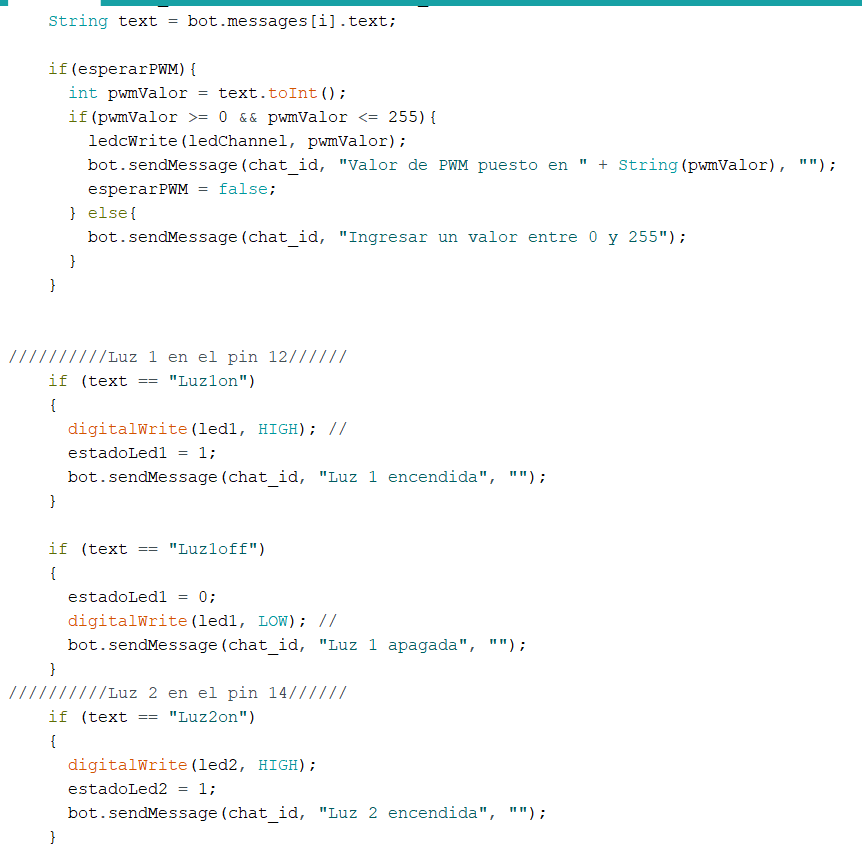 String text = bot.messages[i].text;

    if(esperarPWM){
      int pwmValor = text.toInt();
      if(pwmValor >= 0 && pwmValor <= 255){
        ledcWrite(ledChannel, pwmValor);
        bot.sendMessage(chat_id, "Valor de PWM puesto en " + String(pwmValor), "");
        esperarPWM = false;
      } else{
        bot.sendMessage(chat_id, "Ingresar un valor entre 0 y 255");
      }
    }


//////////Luz 1 en el pin 12//////
    if (text == "Luz1on")
    {
      digitalWrite(led1, HIGH); //
      estadoLed1 = 1;
      bot.sendMessage(chat_id, "Luz 1 encendida", "");
    }

    if (text == "Luz1off")
    {
      estadoLed1 = 0;
      digitalWrite(led1, LOW); //
      bot.sendMessage(chat_id, "Luz 1 apagada", "");
    }
//////////Luz 2 en el pin 14//////
    if (text == "Luz2on")
    {
      digitalWrite(led2, HIGH);
      estadoLed2 = 1;
      bot.sendMessage(chat_id, "Luz 2 encendida", "");
    }